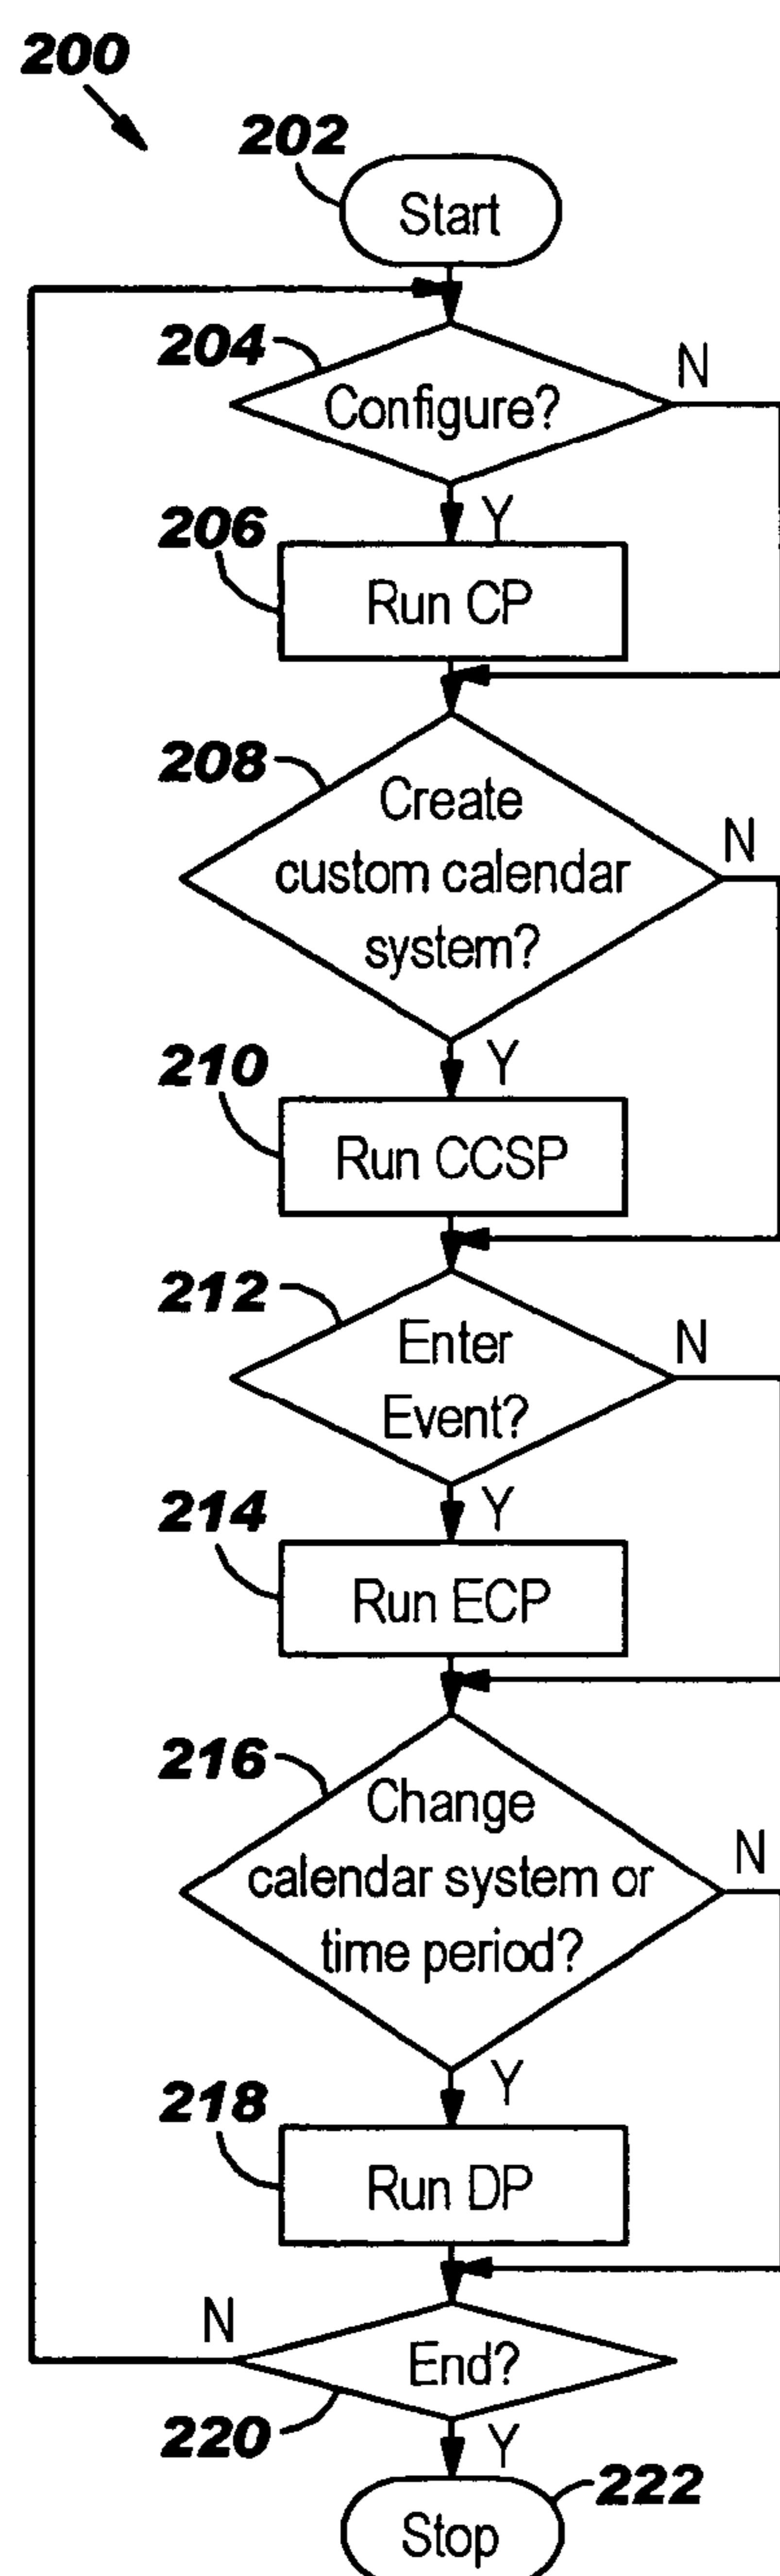 200
202
Start
204
Configure?
N
Y
206
Run CP
208
Create
custom calendar
system?
N
Y
210
Run CCSP
212
Enter
Event?
N
Y
214
Run ECP
216
Change
calendar system or
time period?
N
Y
218
Run DP
N
End?
220
Y
222
Stop